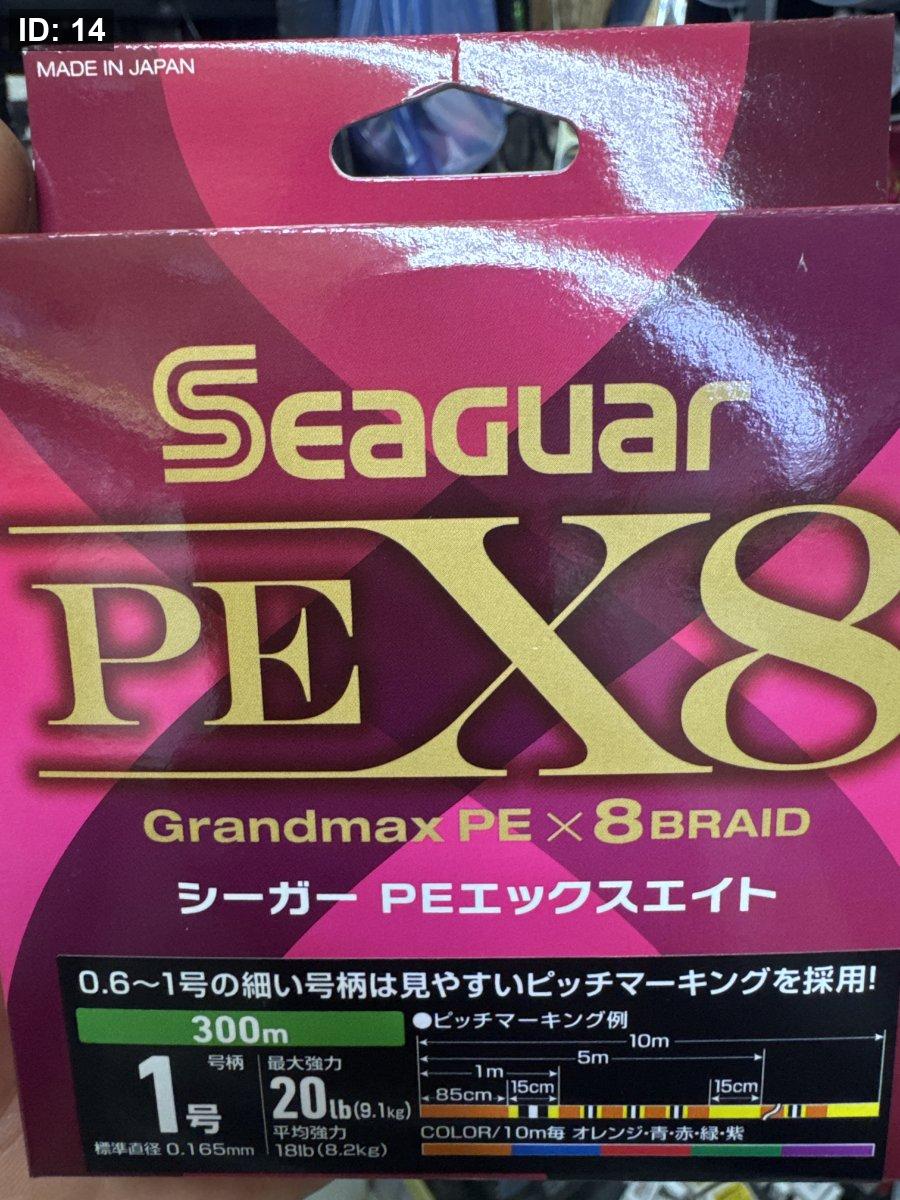 ID: 14
MADE IN JAPAN
SEAGUAR
PE X8
Grandmax PE × 8 BRAID
シーガー PEエックスエイト
0.6～1号の細い号柄は見やすいピッチマーキングを採用!
300m
●ピッチマーキング例
号柄
1号
標準直径 0.165mm
最大強力
20lb(9.1kg)
平均強力
18lb(8.2kg)
10m
5m
1m
85cm
15cm
15cm
COLOR/10m毎 オレンジ・青・赤・緑・紫